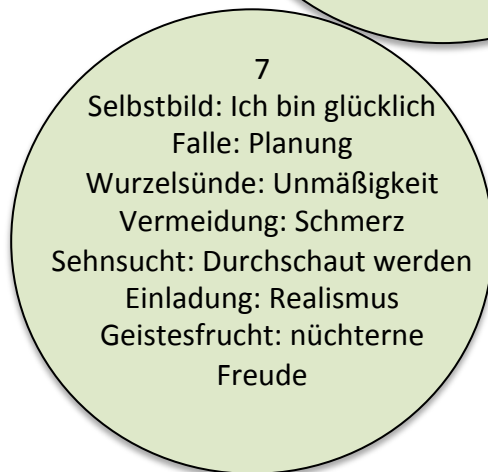 7
Selbstbild: Ich bin glücklich
Falle: Planung
Wurzelsünde: Unmäßigkeit
Vermeidung: Schmerz
Sehnsucht: Durchschaut werden
Einladung: Realismus
Geistesfrucht: nüchterne
Freude